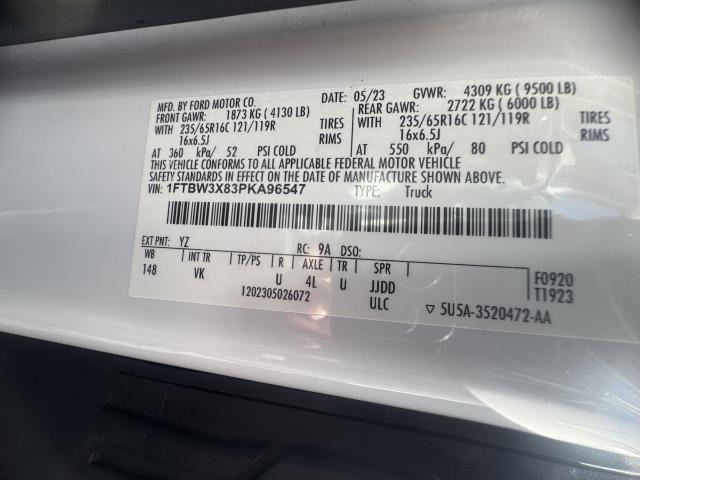 MFD. BY FORD MOTOR CO. DATE: 05/23 GVWR: 4309 KG ( 9500 LB)
FRONT GAWR: 1873 KG ( 4130 LB) REAR GAWR: 2722 KG ( 6000 LB)
WITH 235/65R16C 121/119R TIRES WITH 235/65R16C 121/119R TIRES
16x6.5J RIMS 16x6.5J RIMS
AT 360 kPa/ 52 PSI COLD AT 550 kPa/ 80 PSI COLD
THIS VEHICLE CONFORMS TO ALL APPLICABLE FEDERAL MOTOR VEHICLE
SAFETY STANDARDS IN EFFECT ON THE DATE OF MANUFACTURE SHOWN ABOVE.
VIN: 1FTBW3X83PKA96547 TYPE: Truck
EXT PNT: YZ RC: 9A DSO:
WB INT TR TP/PS R AXLE TR SPR F0920
148 VK U 4L U JJDD T1923
1202305026072 ULC ▽ 5U5A-3520472-AA